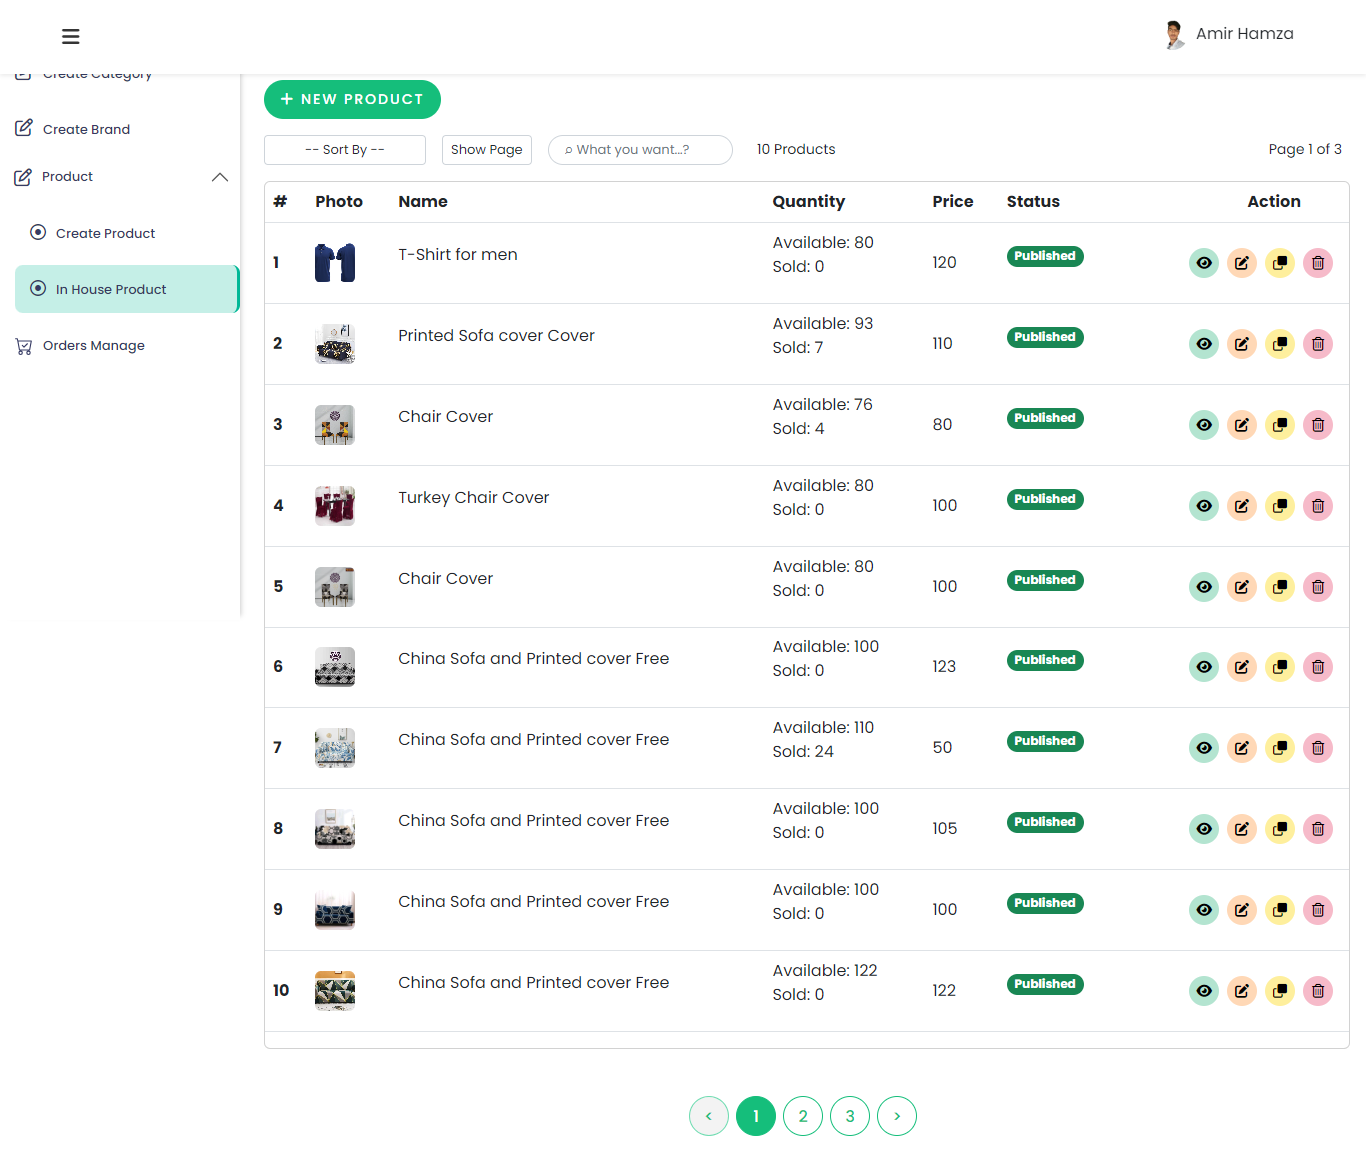 Amir Hamza
Create Category
Create Brand
Product
Create Product
In House Product
Orders Manage
+ NEW PRODUCT
-- Sort By --
Show Page
What you want...?
10 Products
Page 1 of 3
# Photo Name Quantity Price Status Action
1 T-Shirt for men Available: 80 Sold: 0 120 Published
2 Printed Sofa cover Cover Available: 93 Sold: 7 110 Published
3 Chair Cover Available: 76 Sold: 4 80 Published
4 Turkey Chair Cover Available: 80 Sold: 0 100 Published
5 Chair Cover Available: 80 Sold: 0 100 Published
6 China Sofa and Printed cover Free Available: 100 Sold: 0 123 Published
7 China Sofa and Printed cover Free Available: 110 Sold: 24 50 Published
8 China Sofa and Printed cover Free Available: 100 Sold: 0 105 Published
9 China Sofa and Printed cover Free Available: 100 Sold: 0 100 Published
10 China Sofa and Printed cover Free Available: 122 Sold: 0 122 Published
< 1 2 3 >